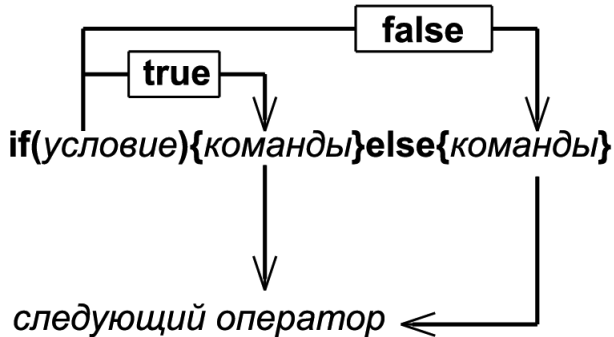 false
true
if(условие){команды}else{команды}
следующий оператор